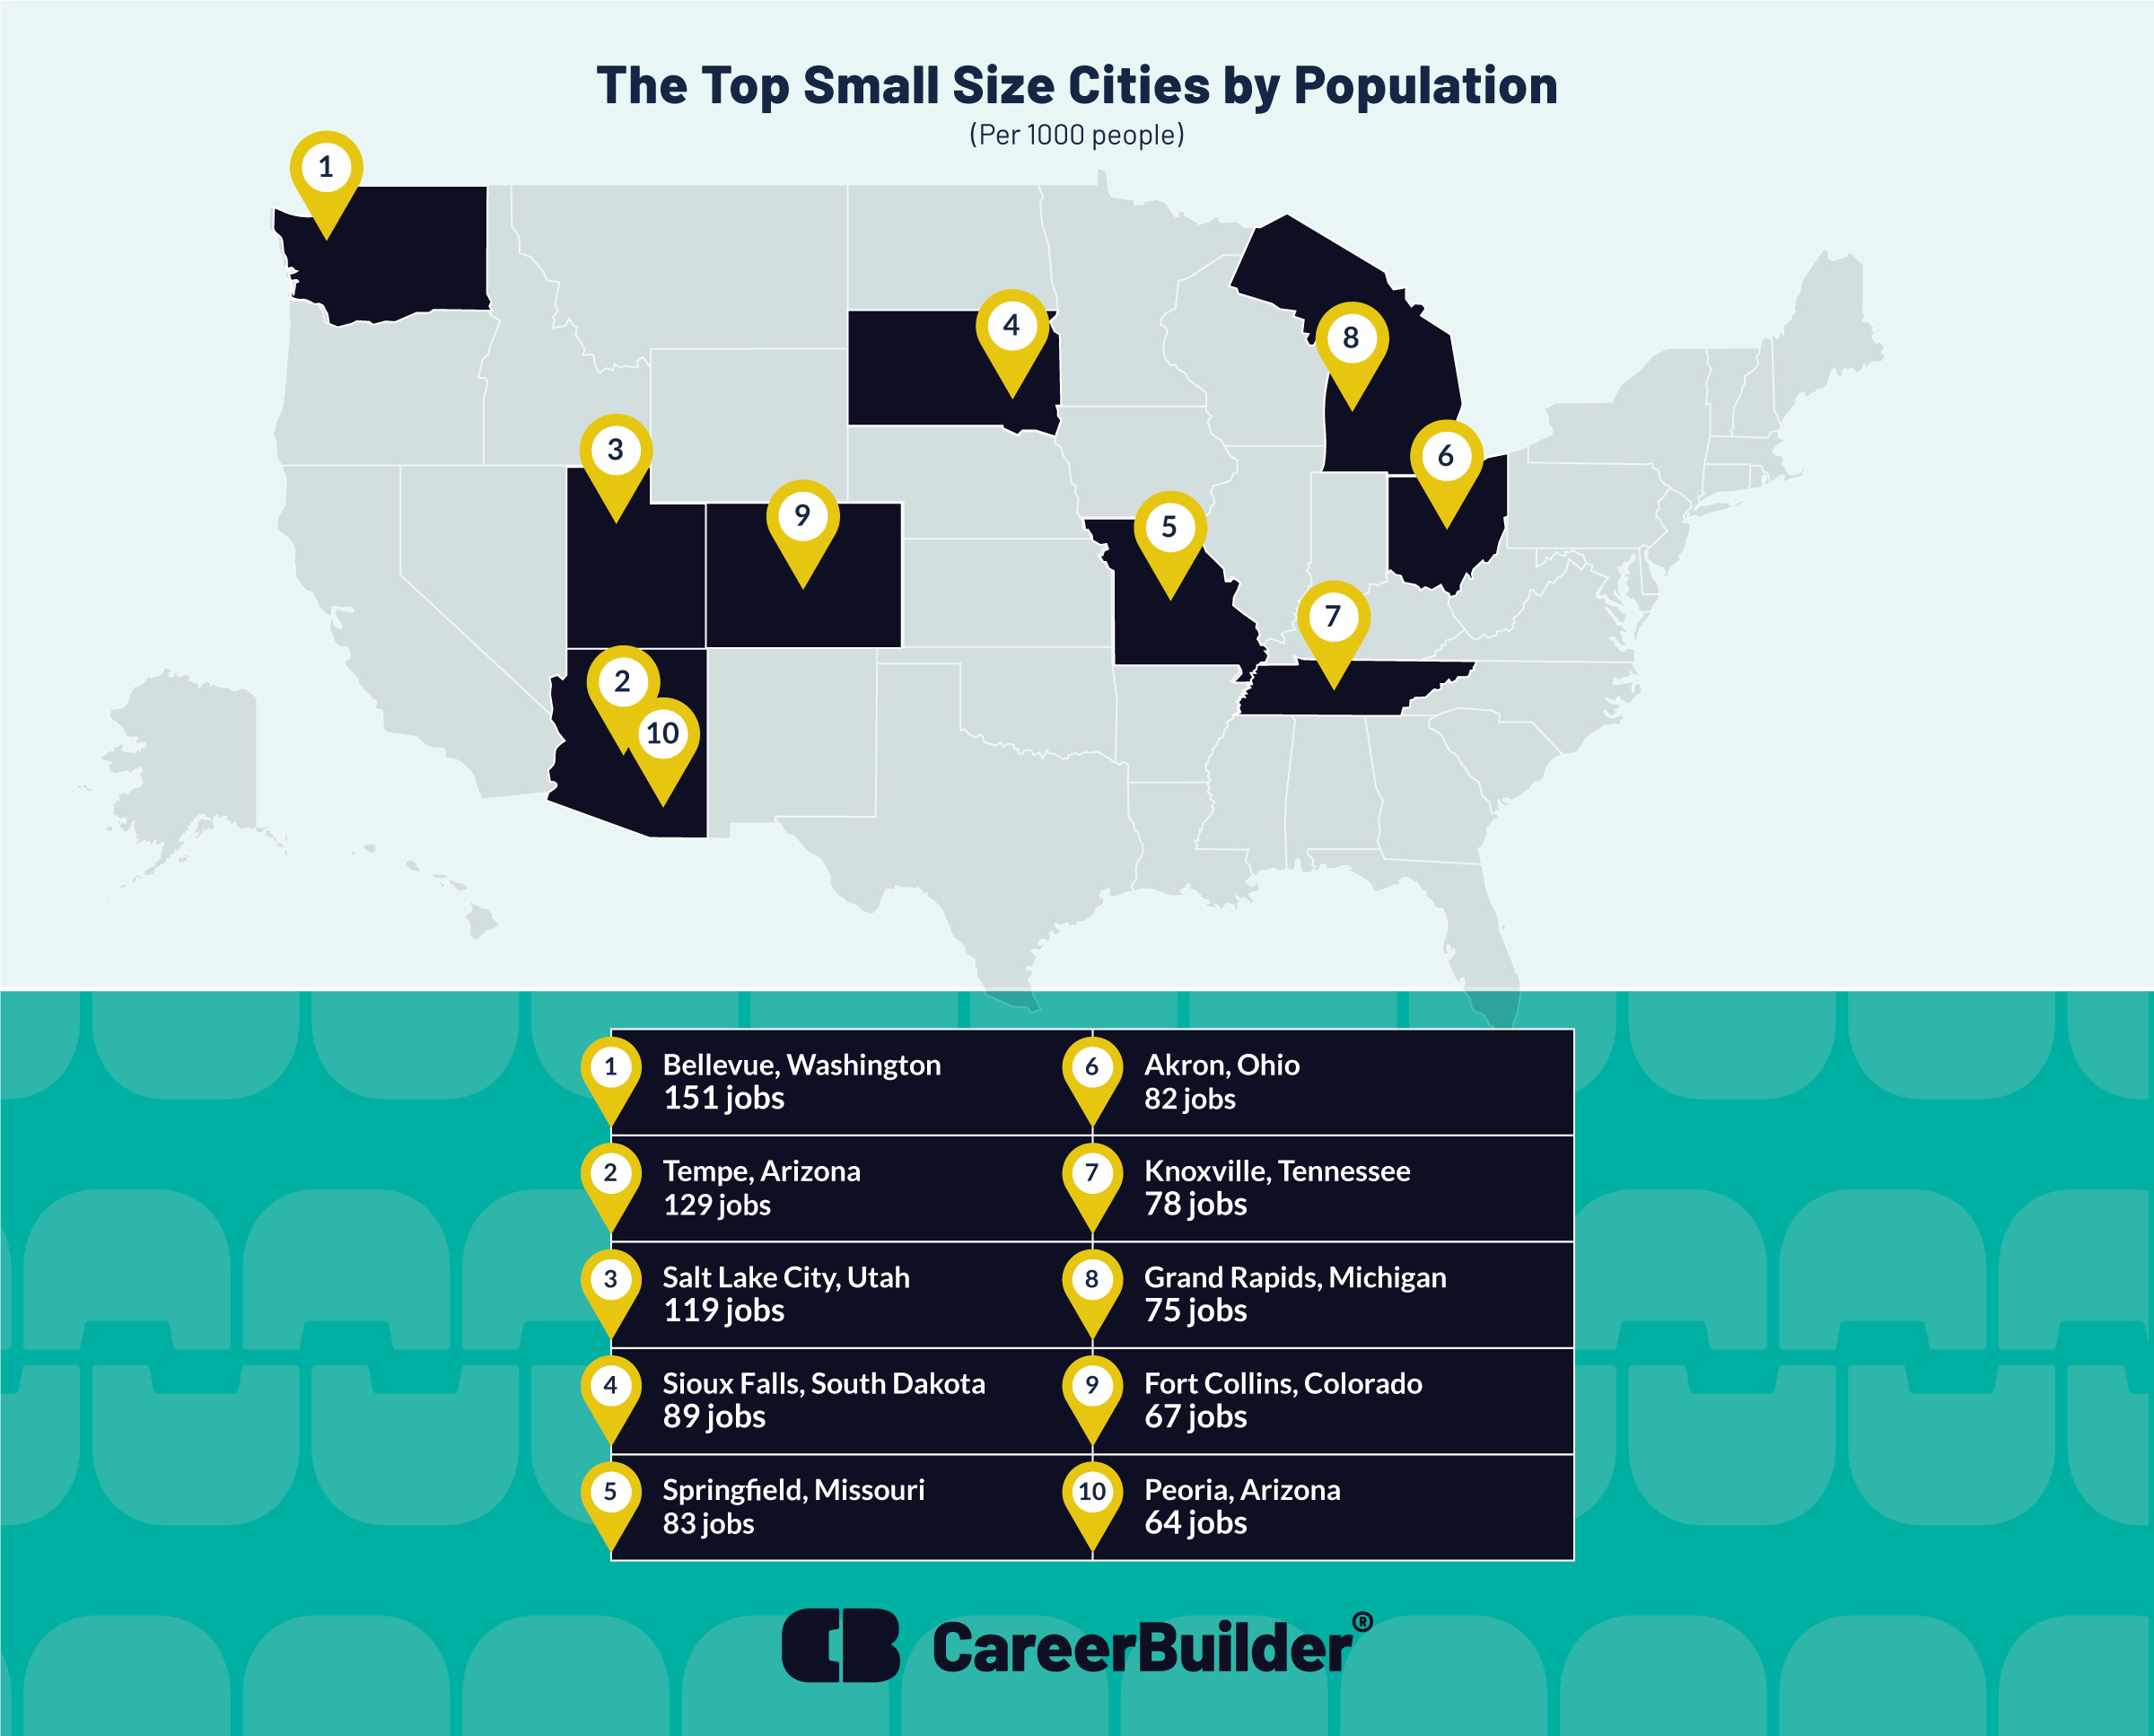 The Top Small Size Cities by Population
(Per 1000 people)
1
4
8
3
6
9
5
7
2
10
1
Bellevue, Washington
151 jobs
2
Tempe, Arizona
129 jobs
3
Salt Lake City, Utah
119 jobs
4
Sioux Falls, South Dakota
89 jobs
5
Springfield, Missouri
83 jobs
6
Akron, Ohio
82 jobs
7
Knoxville, Tennessee
78 jobs
8
Grand Rapids, Michigan
75 jobs
9
Fort Collins, Colorado
67 jobs
10
Peoria, Arizona
64 jobs
CB CareerBuilder®